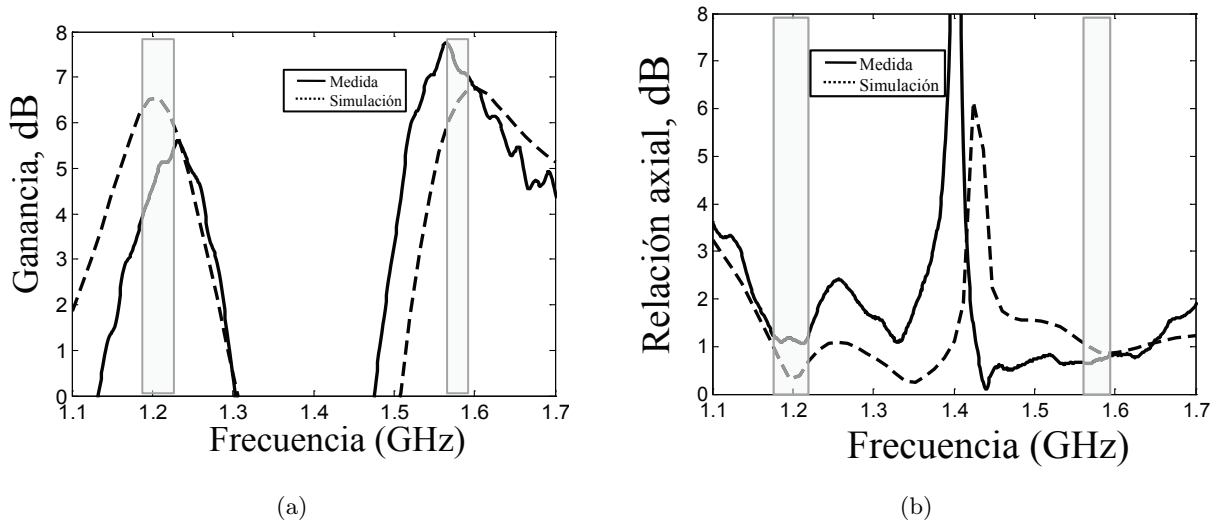 8
7
6
5
4
3
2
1
0
Ganancia, dB
Medida
Simulación
1.1 1.2 1.3 1.4 1.5 1.6 1.7
Frecuencia (GHz)
(a)
8
7
6
5
4
3
2
1
0
Relación axial, dB
Medida
Simulación
1.1 1.2 1.3 1.4 1.5 1.6 1.7
Frecuencia (GHz)
(b)